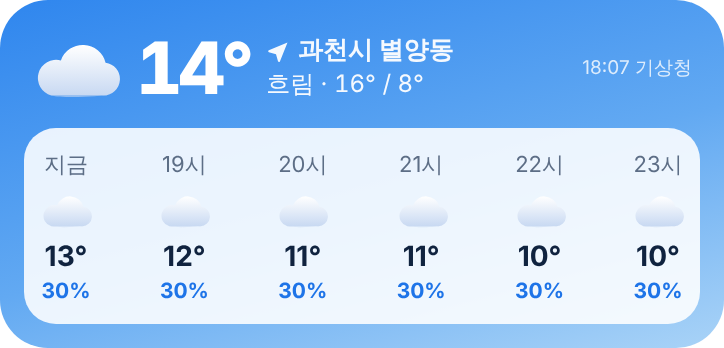 14° 과천시 별양동
흐림 · 16° / 8°
18:07 기상청
지금 19시 20시 21시 22시 23시
13° 12° 11° 11° 10° 10°
30% 30% 30% 30% 30% 30%